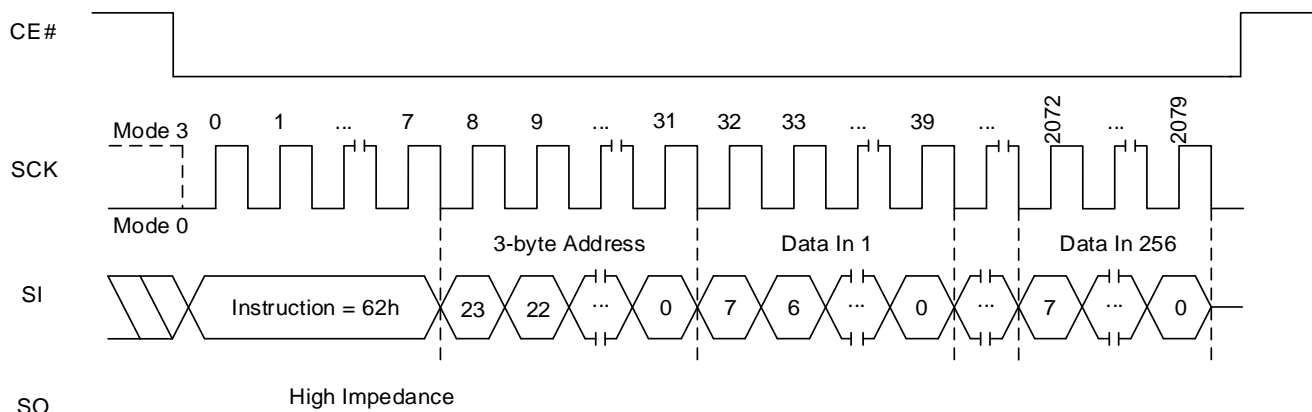 CE#
Mode 3 0 1 ... 7 8 9 ... 31 32 33 ... 39 ... 2072 ... 2079
SCK
Mode 0
3-byte Address Data In 1 Data In 256
SI Instruction = 62h 23 22 ... 0 7 6 ... 0 ... 7 ... 0
High Impedance
SO